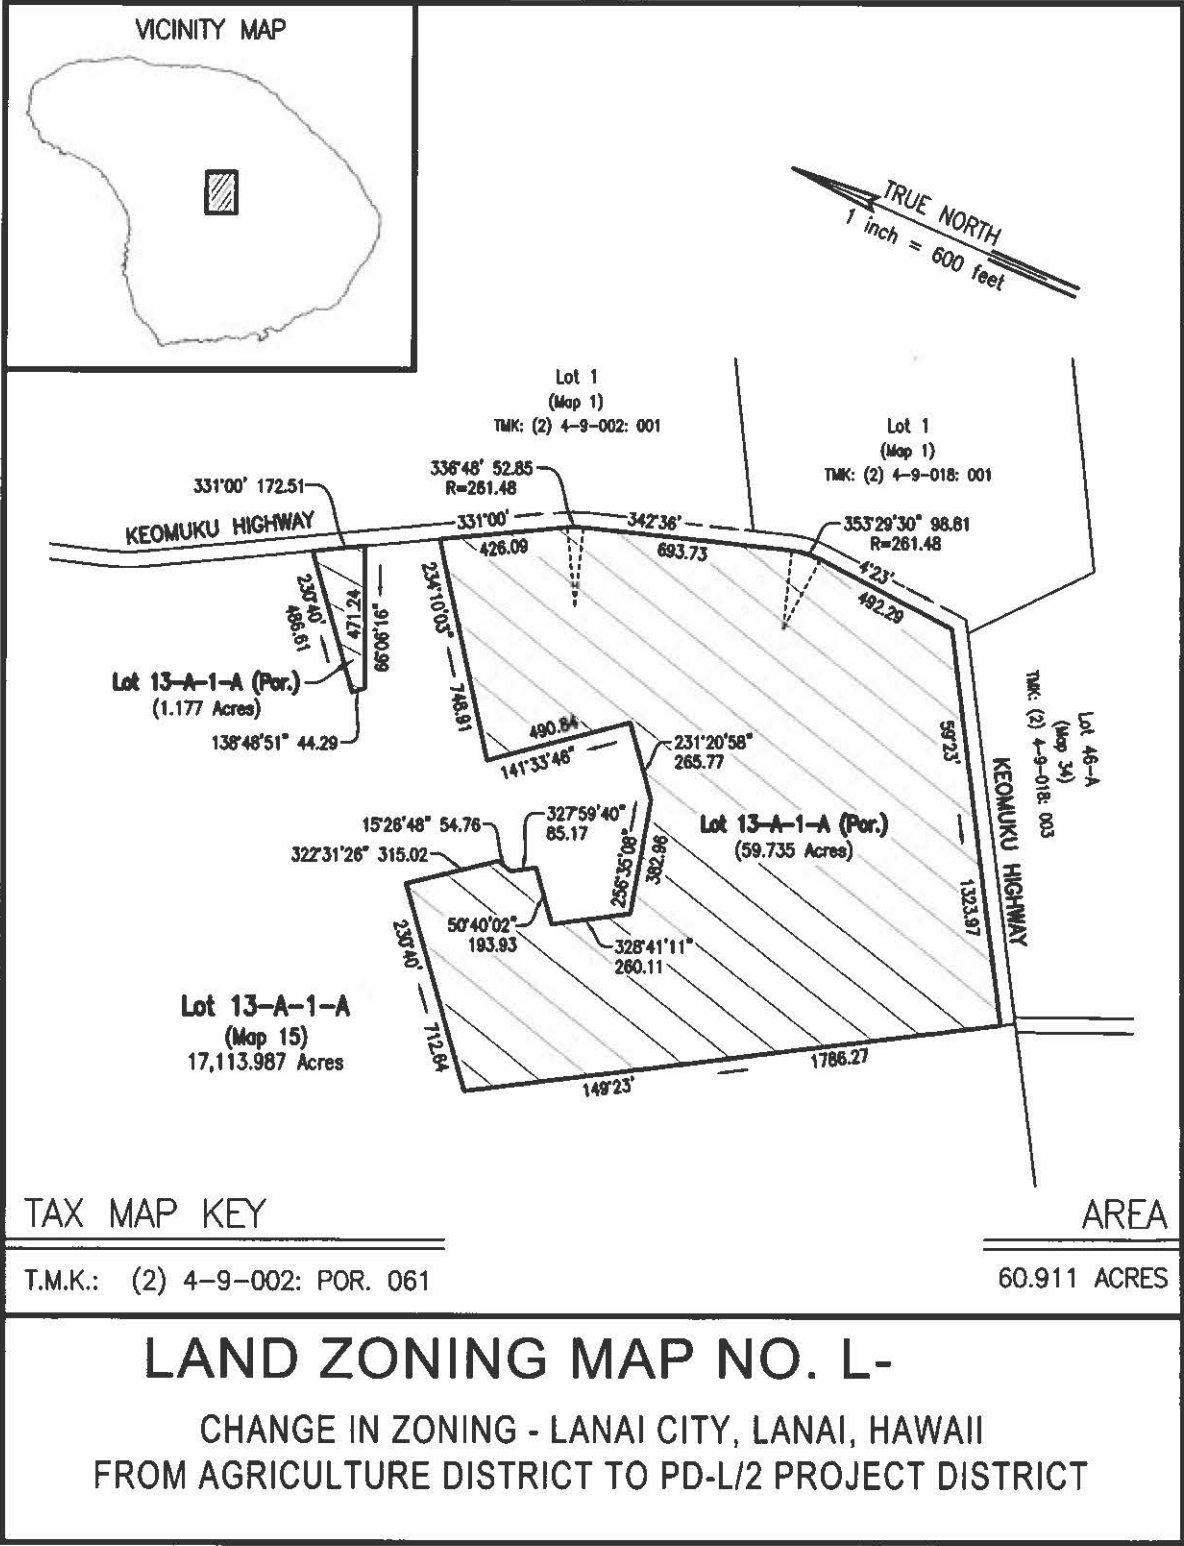 VICINITY MAP
TRUE NORTH
1 inch = 600 feet
Lot 1
(Map 1)
TMK: (2) 4-9-002: 001
Lot 1
(Map 1)
TMK: (2) 4-9-018: 001
336°48' 52.85
R=261.48
331°00' 172.51
KEOMUKU HIGHWAY
331°00'
426.09
342°36'
693.73
353°29'30" 98.81
R=261.48
4°23'
492.29
230°40'
486.61
471.24
66°06'16"
234°10'03"
748.91
Lot 13-A-1-A (Por.)
(1.177 Acres)
138°48'51" 44.29
490.84
141°33'46"
231°20'58"
265.77
59°23'
1323.97
KEOMUKU HIGHWAY
Lot 46-A
(Map 34)
TMK: (2) 4-9-018: 003
327°59'40"
85.17
15°26'48" 54.76
322°31'26" 315.02
256°35'08"
382.96
Lot 13-A-1-A (Por.)
(59.735 Acres)
50°40'02"
193.93
328°41'11"
260.11
230°40'
712.64
Lot 13-A-1-A
(Map 15)
17,113.987 Acres
149°23'
1786.27
TAX MAP KEY
AREA
T.M.K.: (2) 4-9-002: POR. 061
60.911 ACRES
LAND ZONING MAP NO. L-
CHANGE IN ZONING - LANAI CITY, LANAI, HAWAII
FROM AGRICULTURE DISTRICT TO PD-L/2 PROJECT DISTRICT